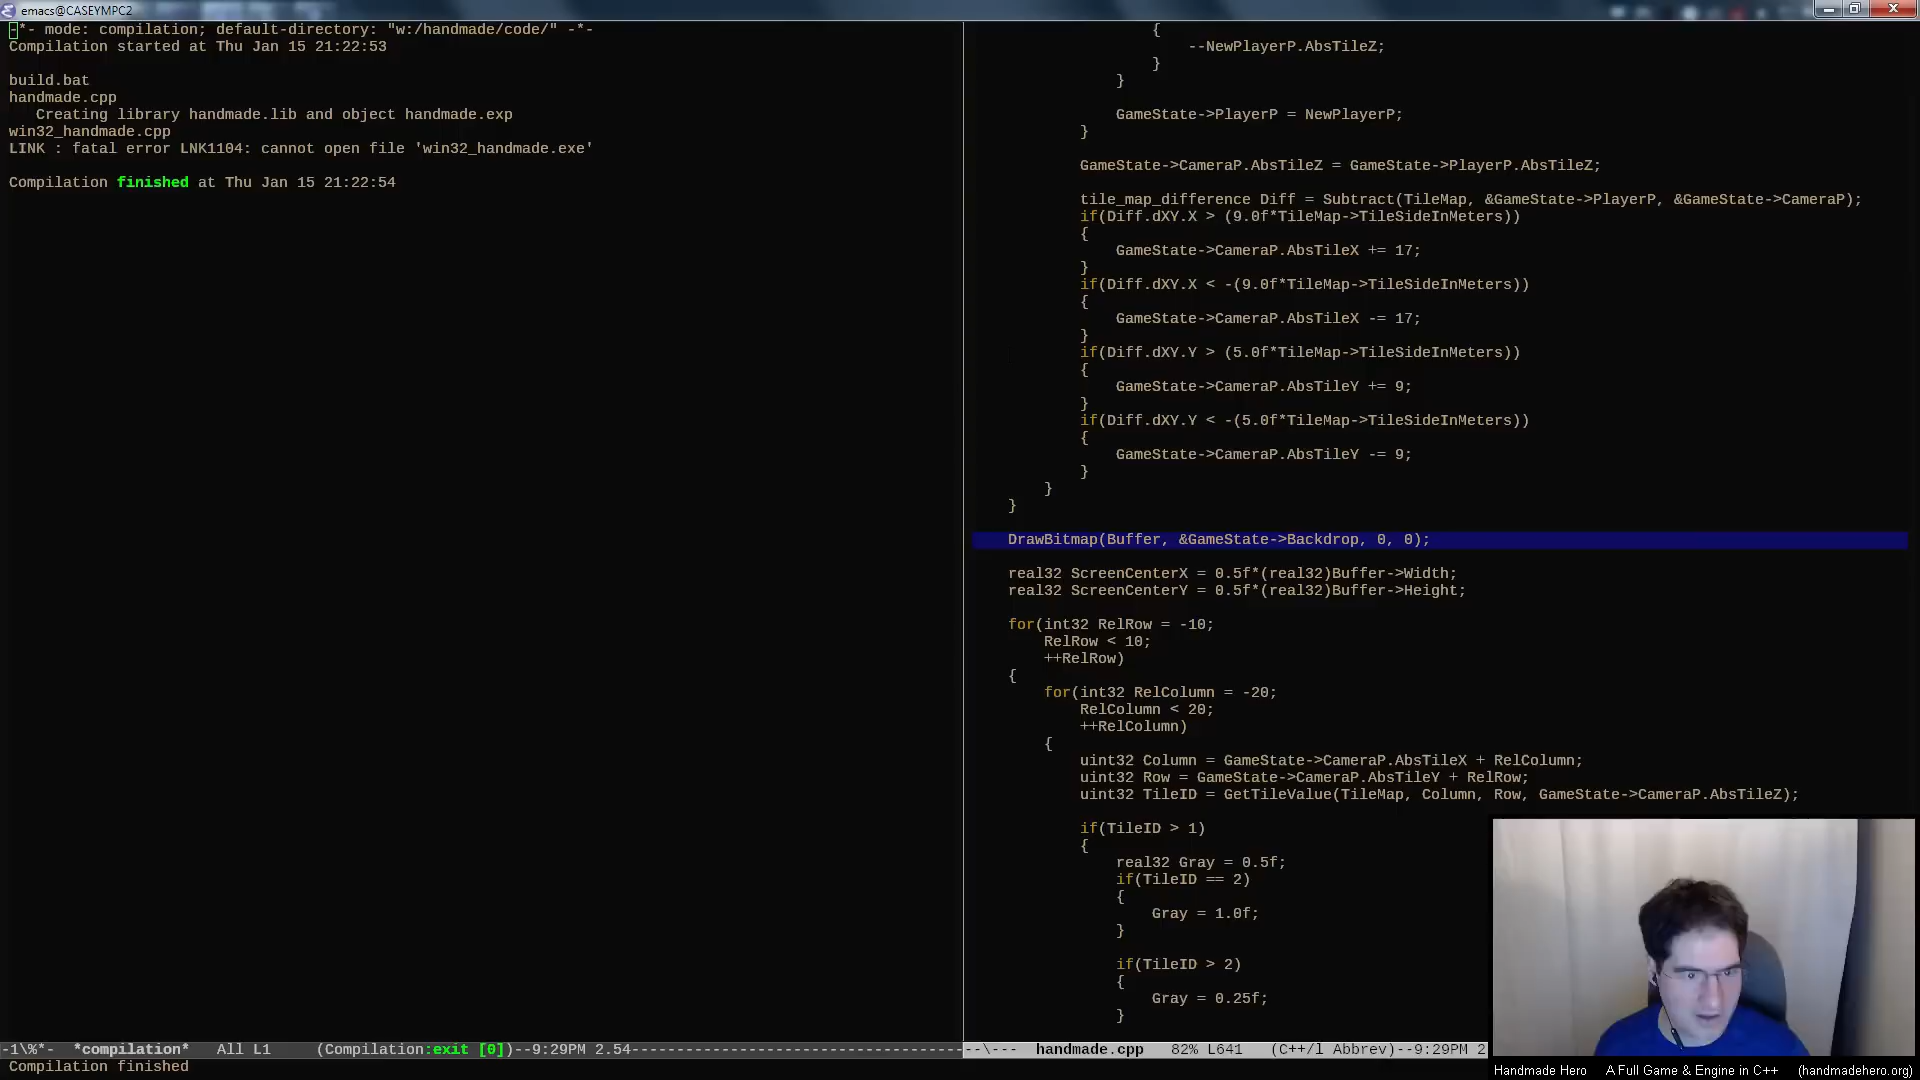 emacs@CASEYMPC2
-*- mode: compilation; default-directory: "w:/handmade/code/" -*-
Compilation started at Thu Jan 15 21:22:53
build.bat
handmade.cpp
   Creating library handmade.lib and object handmade.exp
win32_handmade.cpp
LINK : fatal error LNK1104: cannot open file 'win32_handmade.exe'
Compilation finished at Thu Jan 15 21:22:54
{
--NewPlayerP.AbsTileZ;
}
}
GameState->PlayerP = NewPlayerP;
}
GameState->CameraP.AbsTileZ = GameState->PlayerP.AbsTileZ;
tile_map_difference Diff = Subtract(TileMap, &GameState->PlayerP, &GameState->CameraP);
if(Diff.dXY.X > (9.0f*TileMap->TileSideInMeters))
{
GameState->CameraP.AbsTileX += 17;
}
if(Diff.dXY.X < -(9.0f*TileMap->TileSideInMeters))
{
GameState->CameraP.AbsTileX -= 17;
}
if(Diff.dXY.Y > (5.0f*TileMap->TileSideInMeters))
{
GameState->CameraP.AbsTileY += 9;
}
if(Diff.dXY.Y < -(5.0f*TileMap->TileSideInMeters))
{
GameState->CameraP.AbsTileY -= 9;
}
}
}
DrawBitmap(Buffer, &GameState->Backdrop, 0, 0);
real32 ScreenCenterX = 0.5f*(real32)Buffer->Width;
real32 ScreenCenterY = 0.5f*(real32)Buffer->Height;
for(int32 RelRow = -10;
RelRow < 10;
++RelRow)
{
for(int32 RelColumn = -20;
RelColumn < 20;
++RelColumn)
{
uint32 Column = GameState->CameraP.AbsTileX + RelColumn;
uint32 Row = GameState->CameraP.AbsTileY + RelRow;
uint32 TileID = GetTileValue(TileMap, Column, Row, GameState->CameraP.AbsTileZ);
if(TileID > 1)
{
real32 Gray = 0.5f;
if(TileID == 2)
{
Gray = 1.0f;
}
if(TileID > 2)
{
Gray = 0.25f;
}
-1\%*-  *compilation*   All L1     (Compilation:exit [0])--9:29PM 2.54--------------------------------------
--\---  handmade.cpp   82% L641   (C++/l Abbrev)--9:29PM 2
Compilation finished
Handmade Hero   A Full Game & Engine in C++   (handmadehero.org)